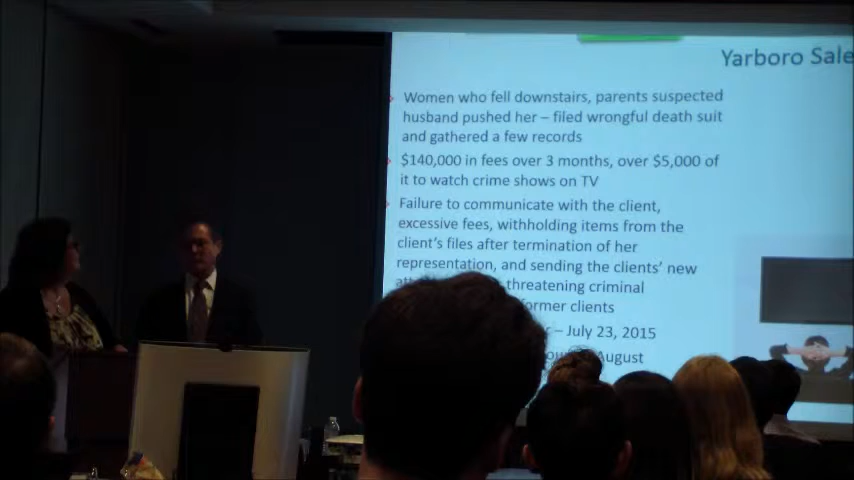 Yarboro Sale
Women who fell downstairs, parents suspected
husband pushed her – filed wrongful death suit
and gathered a few records
$140,000 in fees over 3 months, over $5,000 of
it to watch crime shows on TV
Failure to communicate with the client,
excessive fees, withholding items from the
client's files after termination of her
representation, and sending the clients' new
threatening criminal
former clients
– July 23, 2015
August